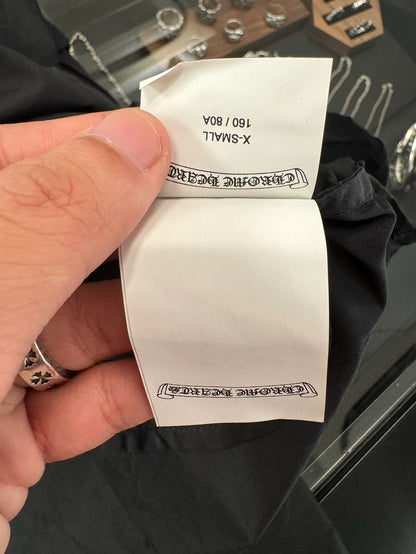 CHROME HEARTS
CHROME HEARTS
X-SMALL
160 / 80A